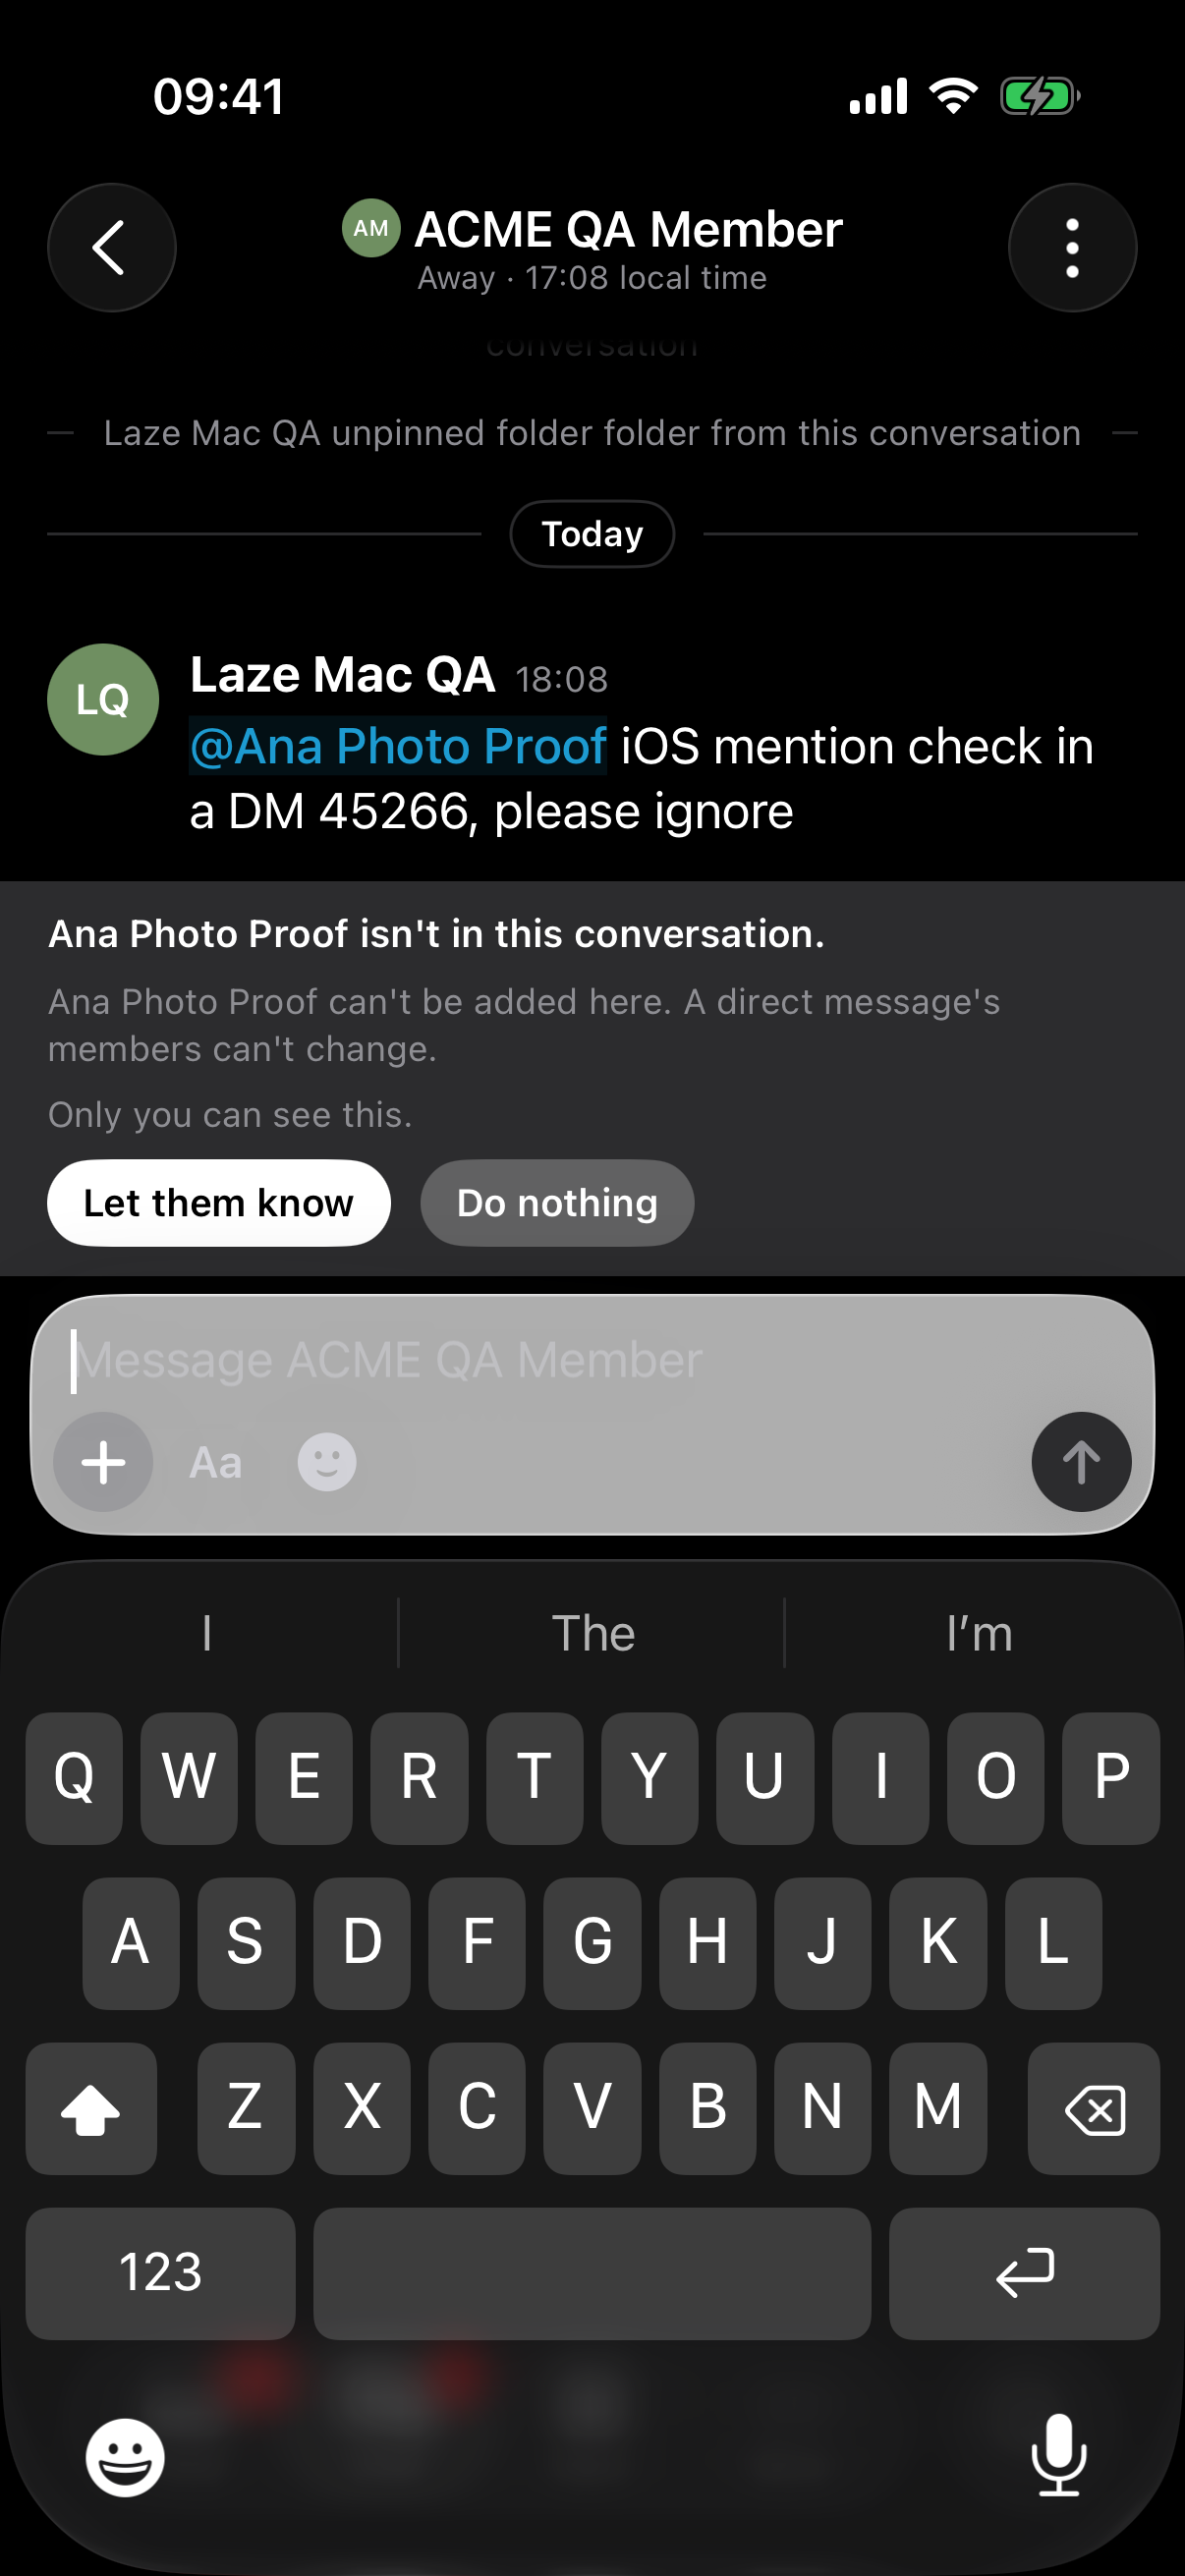 09:41
AM ACME QA Member
Away · 17:08 local time
conversation
Laze Mac QA unpinned folder folder from this conversation
Today
LQ
Laze Mac QA 18:08
@Ana Photo Proof iOS mention check in
a DM 45266, please ignore
Ana Photo Proof isn't in this conversation.
Ana Photo Proof can't be added here. A direct message's
members can't change.
Only you can see this.
Let them know Do nothing
Message ACME QA Member
Aa
I The I’m
Q W E R T Y U I O P
A S D F G H J K L
Z X C V B N M
123